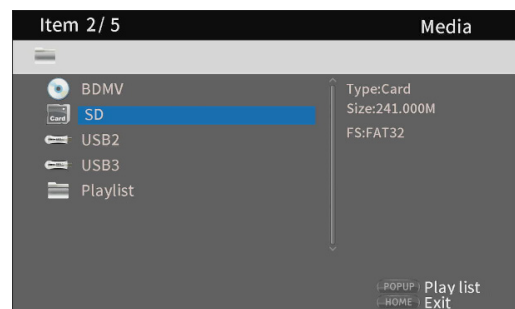 Item 2/ 5
Media
BDMV
Card SD
USB2
USB3
Playlist
Type:Card
Size:241.000M
FS:FAT32
POPUP Play list
HOME Exit